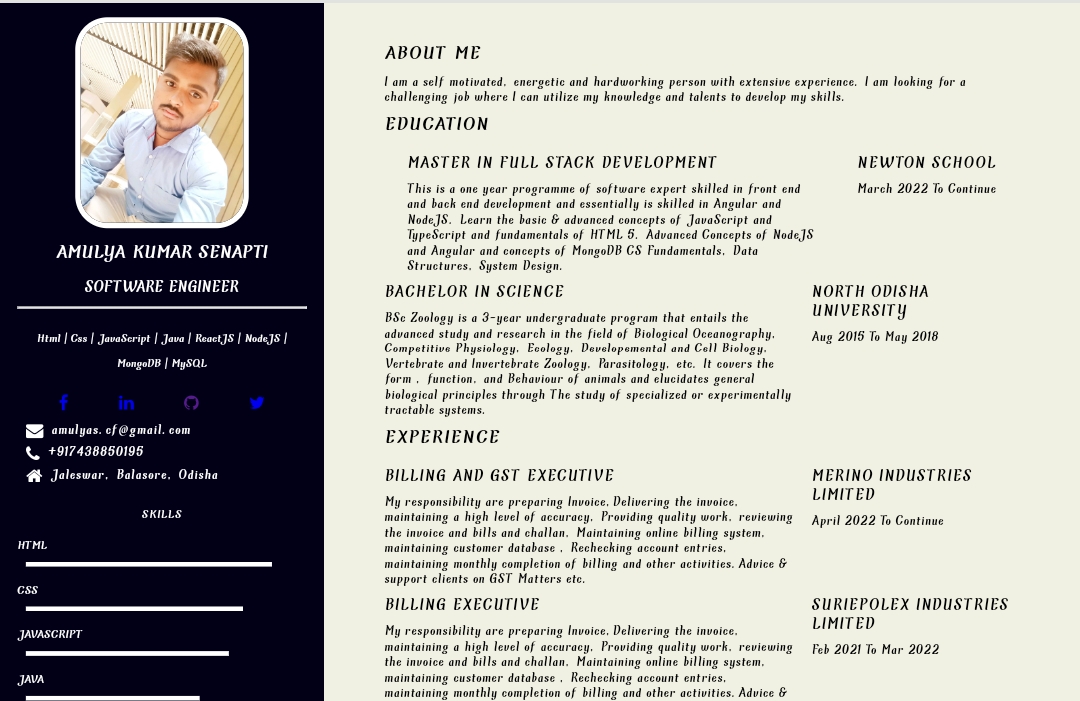 AMULYA KUMAR SENAPTI
SOFTWARE ENGINEER
Html | Css | JavaScript | Java | ReactJS | NodeJS |
MongoDB | MySQL
amulyas.cf@gmail.com
+917438850195
Jaleswar, Balasore, Odisha
SKILLS
HTML
CSS
JAVASCRIPT
JAVA
ABOUT ME
I am a self motivated, energetic and hardworking person with extensive experience. I am looking for a
challenging job where I can utilize my knowledge and talents to develop my skills.
EDUCATION
MASTER IN FULL STACK DEVELOPMENT
This is a one year programme of software expert skilled in front end
and back end development and essentially is skilled in Angular and
NodeJS. Learn the basic & advanced concepts of JavaScript and
TypeScript and fundamentals of HTML 5. Advanced Concepts of NodeJS
and Angular and concepts of MongoDB CS Fundamentals, Data
Structures, System Design.
NEWTON SCHOOL
March 2022 To Continue
BACHELOR IN SCIENCE
BSc Zoology is a 3-year undergraduate program that entails the
advanced study and research in the field of Biological Oceanography,
Competitive Physiology, Ecology, Developemental and Cell Biology,
Vertebrate and Invertebrate Zoology, Parasitology, etc. It covers the
form , function, and Behaviour of animals and elucidates general
biological principles through The study of specialized or experimentally
tractable systems.
NORTH ODISHA
UNIVERSITY
Aug 2015 To May 2018
EXPERIENCE
BILLING AND GST EXECUTIVE
My responsibility are preparing Invoice, Delivering the invoice,
maintaining a high level of accuracy, Providing quality work, reviewing
the invoice and bills and challan. Maintaining online billing system,
maintaining customer database , Rechecking account entries,
maintaining monthly completion of billing and other activities. Advice &
support clients on GST Matters etc.
MERINO INDUSTRIES
LIMITED
April 2022 To Continue
BILLING EXECUTIVE
My responsibility are preparing Invoice, Delivering the invoice,
maintaining a high level of accuracy, Providing quality work, reviewing
the invoice and bills and challan. Maintaining online billing system,
maintaining customer database , Rechecking account entries,
maintaining monthly completion of billing and other activities. Advice &
SURIEPOLEX INDUSTRIES
LIMITED
Feb 2021 To Mar 2022